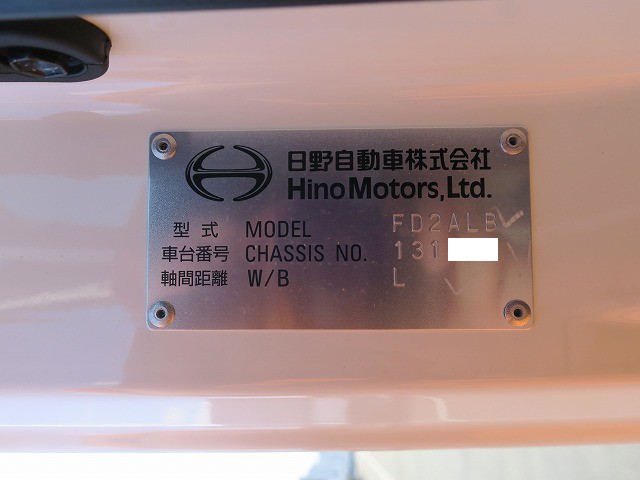 日野自動車株式会社
Hino Motors, Ltd.
型式 MODEL FD2ALB
車台番号 CHASSIS NO. 131
軸間距離 W/B L